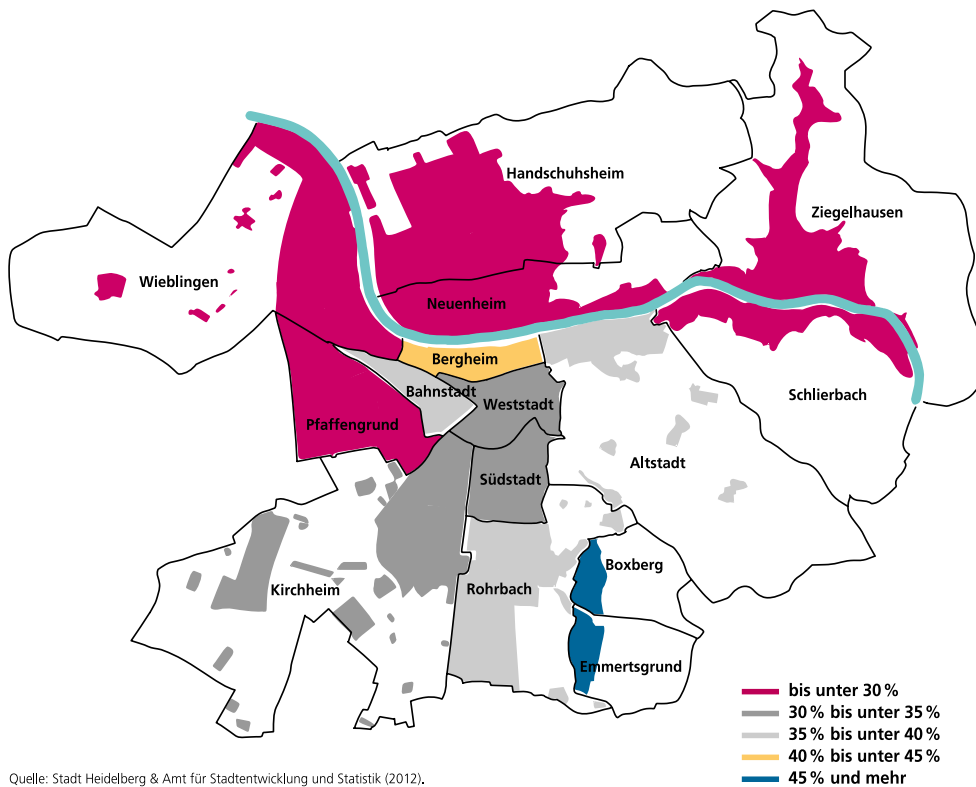 Handschuhsheim
Ziegelhausen
Wieblingen
Neuenheim
Bergheim
Bahnstadt
Weststadt
Schlierbach
Pfaffengrund
Altstadt
Südstadt
Boxberg
Kirchheim
Rohrbach
Emmertsgrund
bis unter 30 %
30 % bis unter 35 %
35 % bis unter 40 %
40 % bis unter 45 %
45 % und mehr
Quelle: Stadt Heidelberg & Amt für Stadtentwicklung und Statistik (2012).